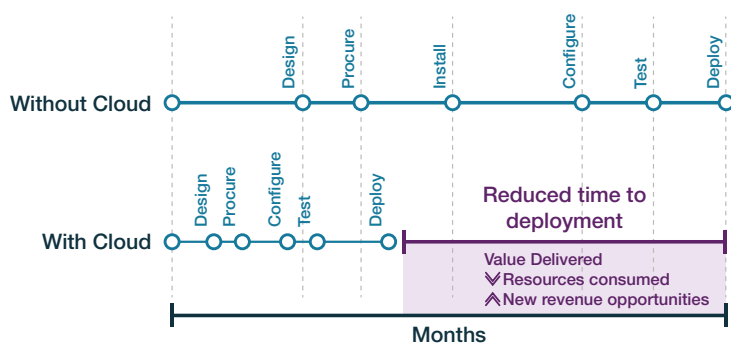 Design
Procure
Install
Configure
Test
Deploy
Without Cloud
Design
Procure
Configure
Test
Deploy
With Cloud
Reduced time to
deployment
Value Delivered
Resources consumed
New revenue opportunities
Months